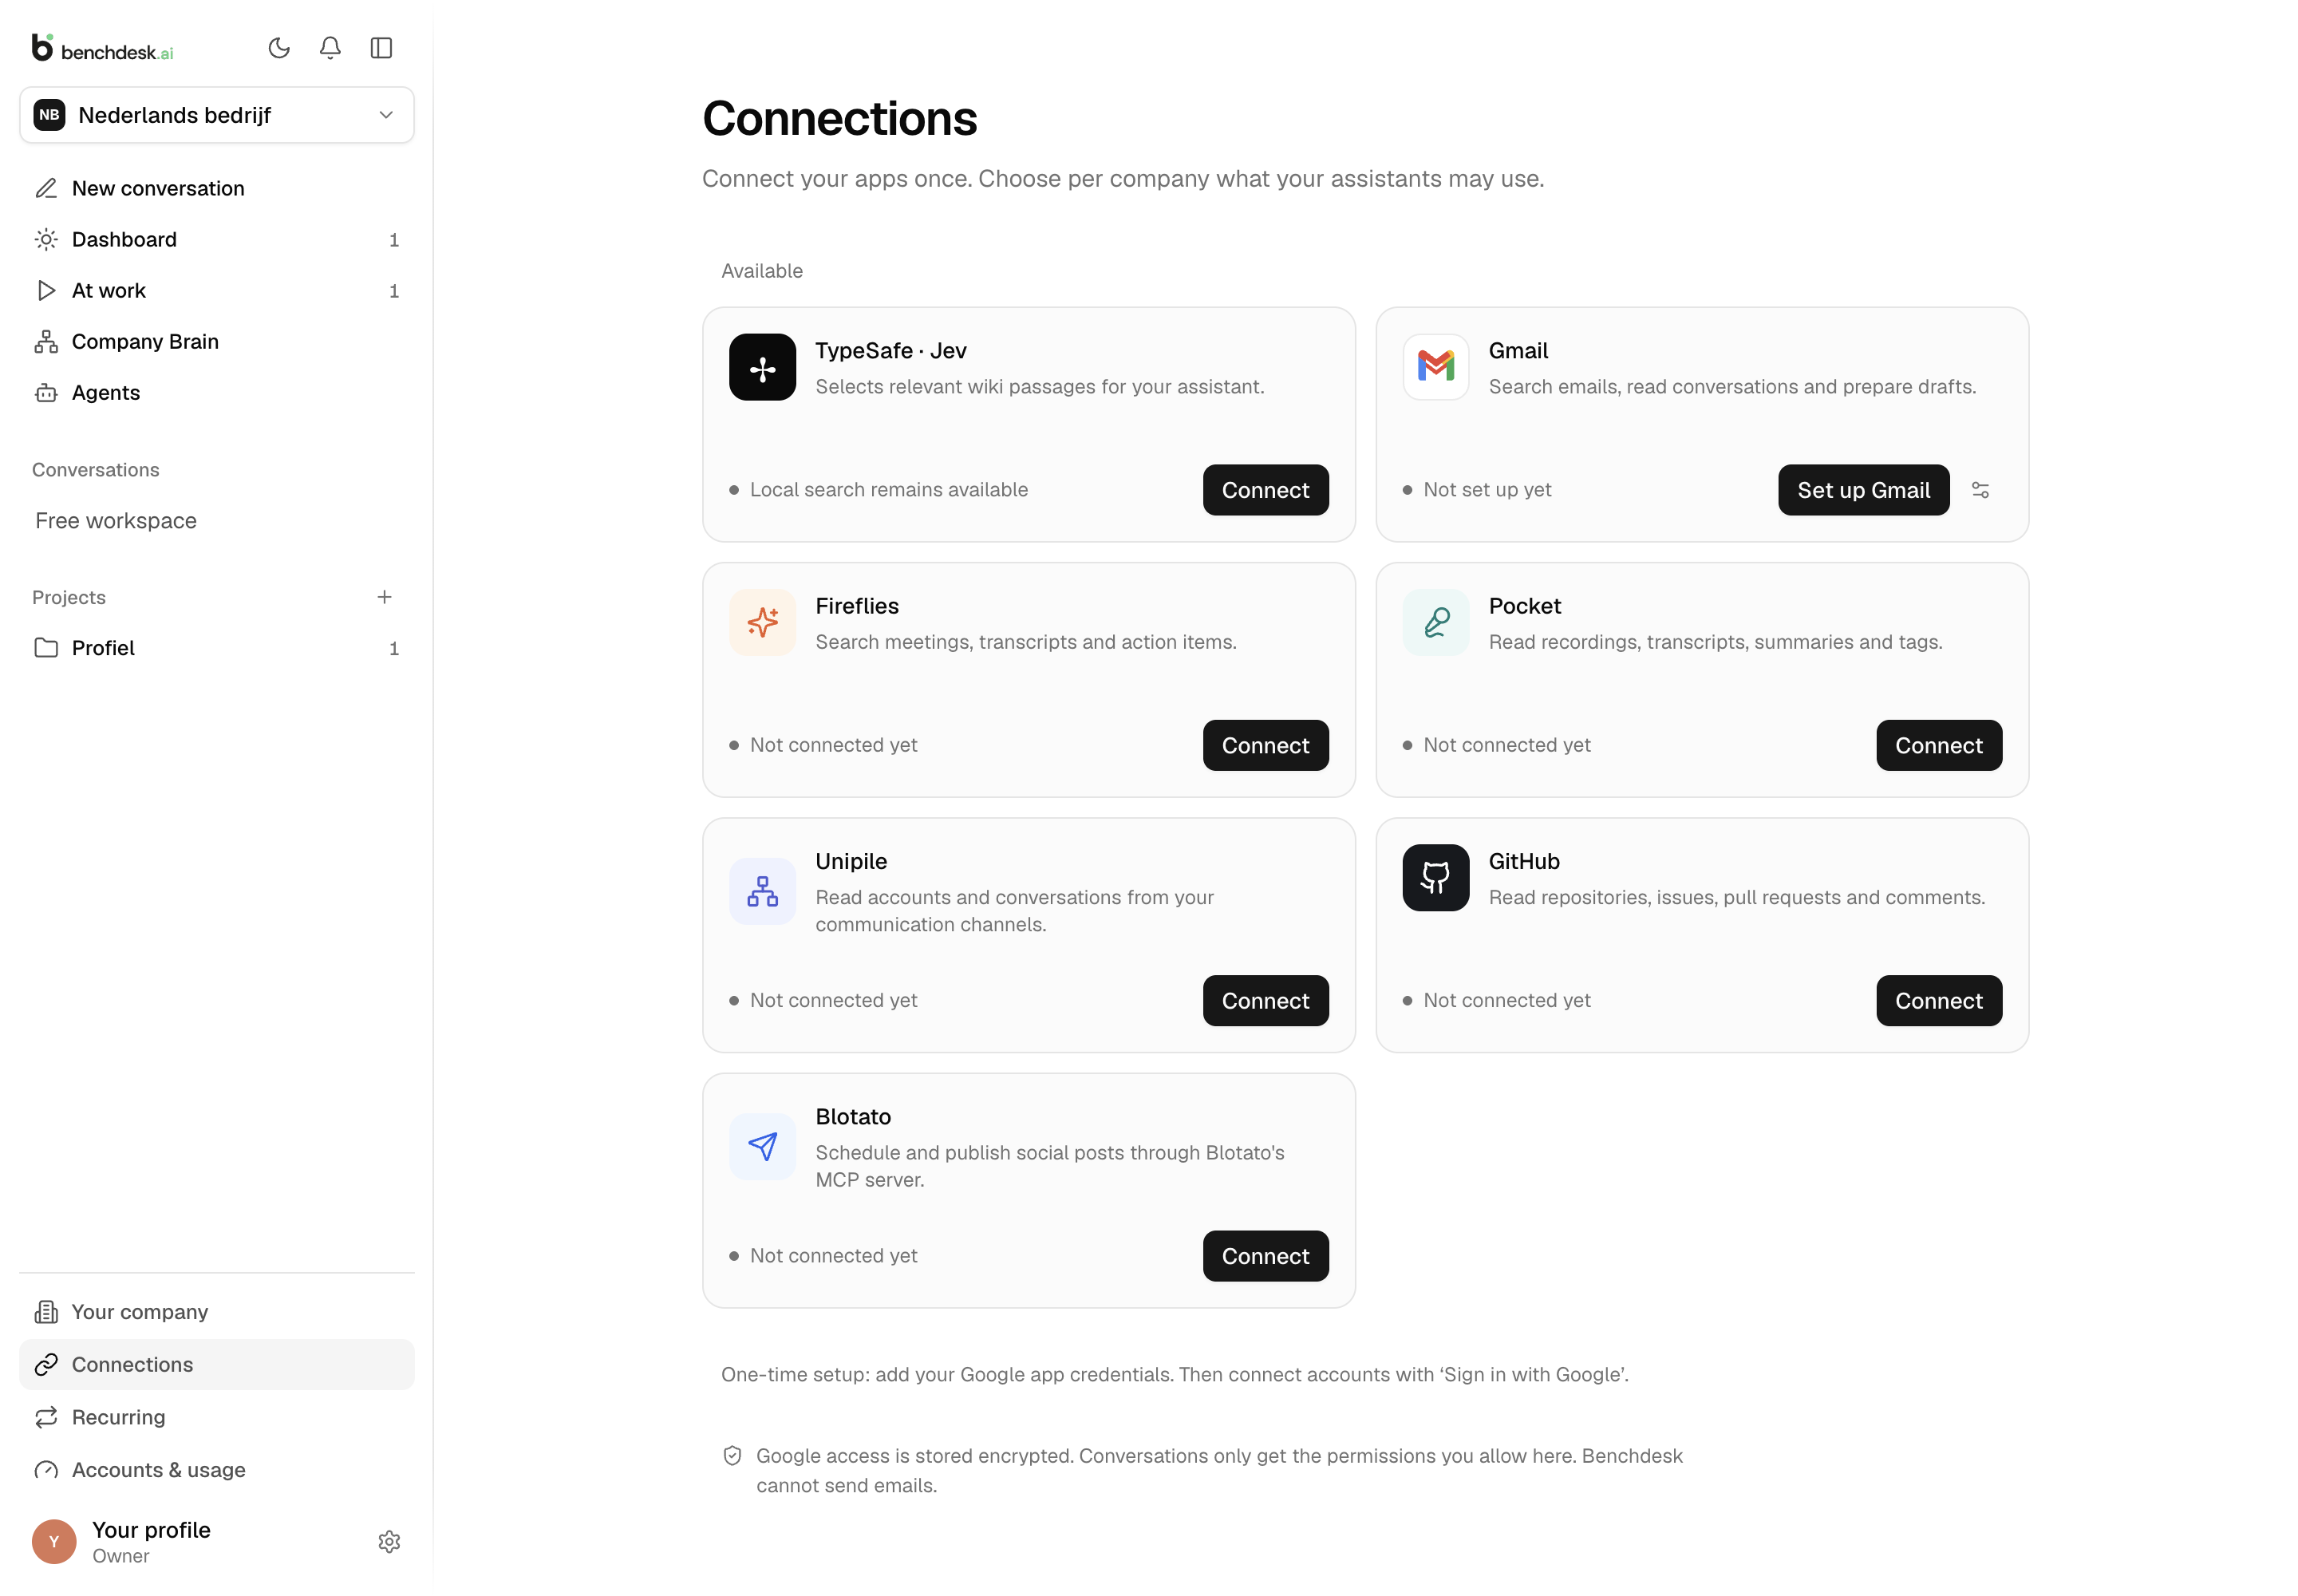 benchdesk.ai
NB Nederlands bedrijf
New conversation
Dashboard 1
At work 1
Company Brain
Agents
Conversations
Free workspace
Projects
Profiel 1
Your company
Connections
Recurring
Accounts & usage
Y
Your profile
Owner
Connections
Connect your apps once. Choose per company what your assistants may use.
Available
TypeSafe · Jev
Selects relevant wiki passages for your assistant.
Local search remains available
Connect
Gmail
Search emails, read conversations and prepare drafts.
Not set up yet
Set up Gmail
Fireflies
Search meetings, transcripts and action items.
Not connected yet
Connect
Pocket
Read recordings, transcripts, summaries and tags.
Not connected yet
Connect
Unipile
Read accounts and conversations from your
communication channels.
Not connected yet
Connect
GitHub
Read repositories, issues, pull requests and comments.
Not connected yet
Connect
Blotato
Schedule and publish social posts through Blotato's
MCP server.
Not connected yet
Connect
One-time setup: add your Google app credentials. Then connect accounts with ‘Sign in with Google’.
Google access is stored encrypted. Conversations only get the permissions you allow here. Benchdesk
cannot send emails.